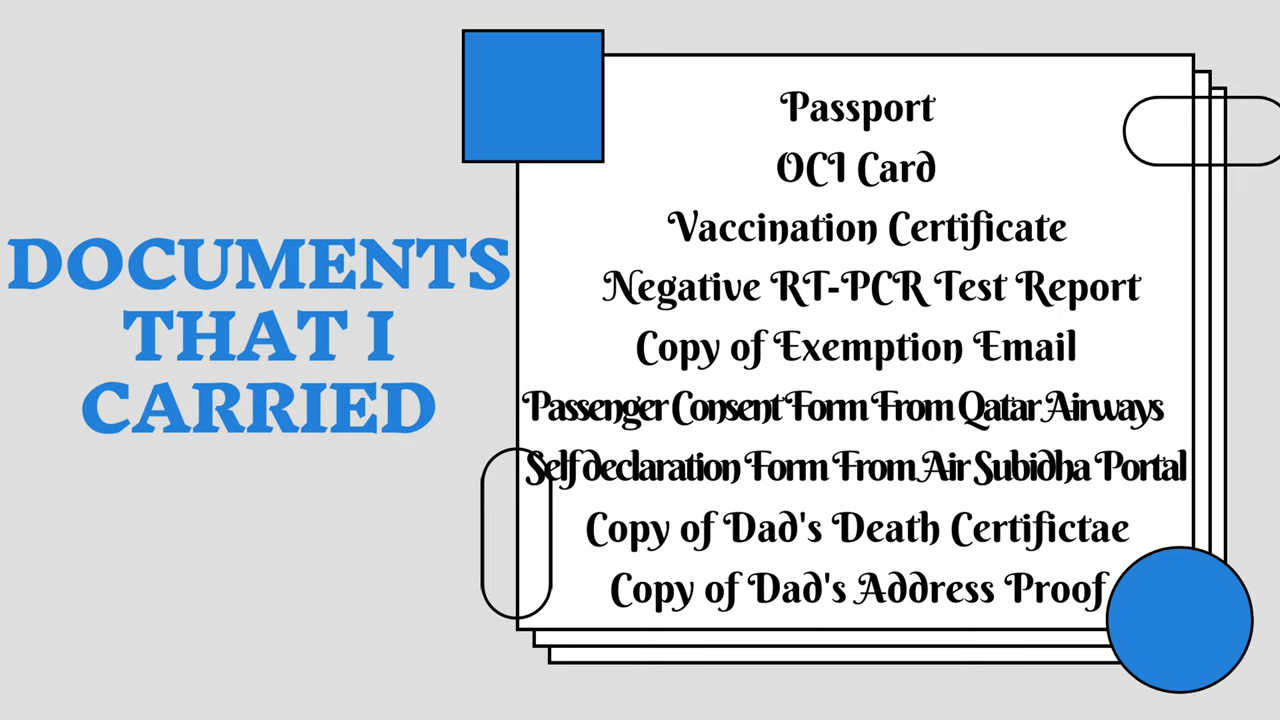 DOCUMENTS
THAT I
CARRIED
Passport
OCI Card
Vaccination Certificate
Negative RT-PCR Test Report
Copy of Exemption Email
Passenger Consent Form From Qatar Airways
Self declaration Form From Air Subidha Portal
Copy of Dad's Death Certifictae
Copy of Dad's Address Proof